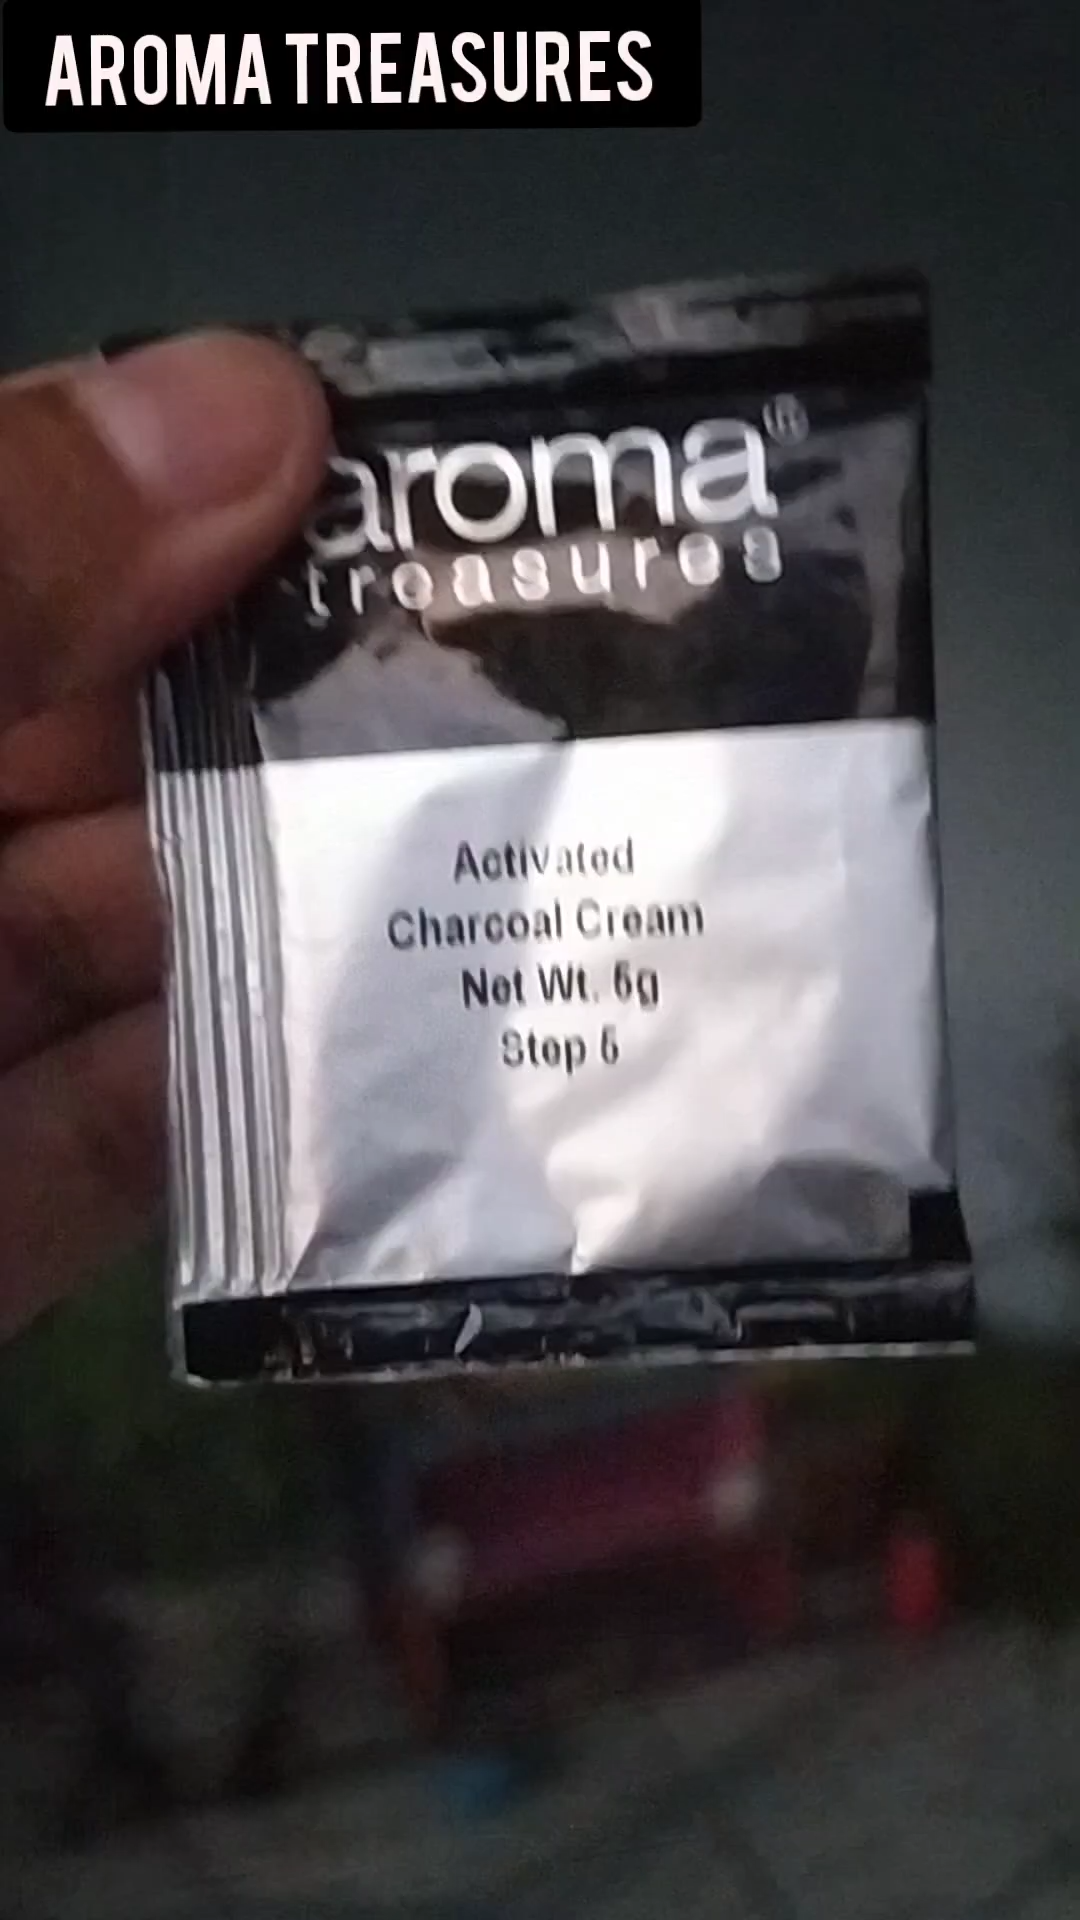 AROMA TREASURES
aroma®
treasures
Activated
Charcoal Cream
Net Wt. 5g
Step 5